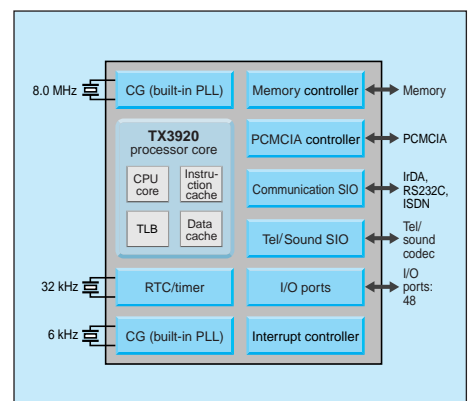 8.0 MHz
CG (built-in PLL)
Memory controller
Memory
TX3920
processor core
CPU
core
Instru-
ction
cache
TLB
Data
cache
PCMCIA controller
PCMCIA
Communication SIO
IrDA,
RS232C,
ISDN
Tel/Sound SIO
Tel/
sound
codec
32 kHz
RTC/timer
I/O ports
I/O
ports:
48
6 kHz
CG (built-in PLL)
Interrupt controller